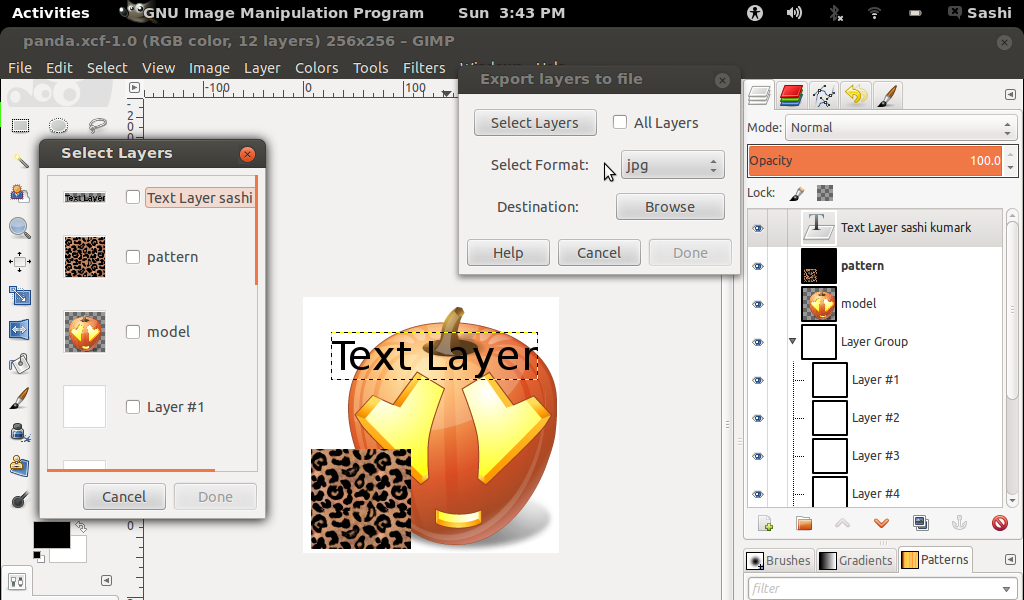 Activities GNU Image Manipulation Program Sun 3:43 PM Sashi
panda.xcf-1.0 (RGB color, 12 layers) 256x256 – GIMP
File Edit Select View Image Layer Colors Tools Filters
Export layers to file
-100 0 100
Select Layers All Layers
Select Format: jpg
Destination: Browse
Help Cancel Done
Select Layers
Text Layer
Text Layer sashi
pattern
model
Layer #1
Cancel Done
Text Layer
Mode: Normal
Opacity 100.0
Lock:
Text Layer sashi kumark
pattern
model
Layer Group
Layer #1
Layer #2
Layer #3
Layer #4
Brushes Gradients Patterns
filter